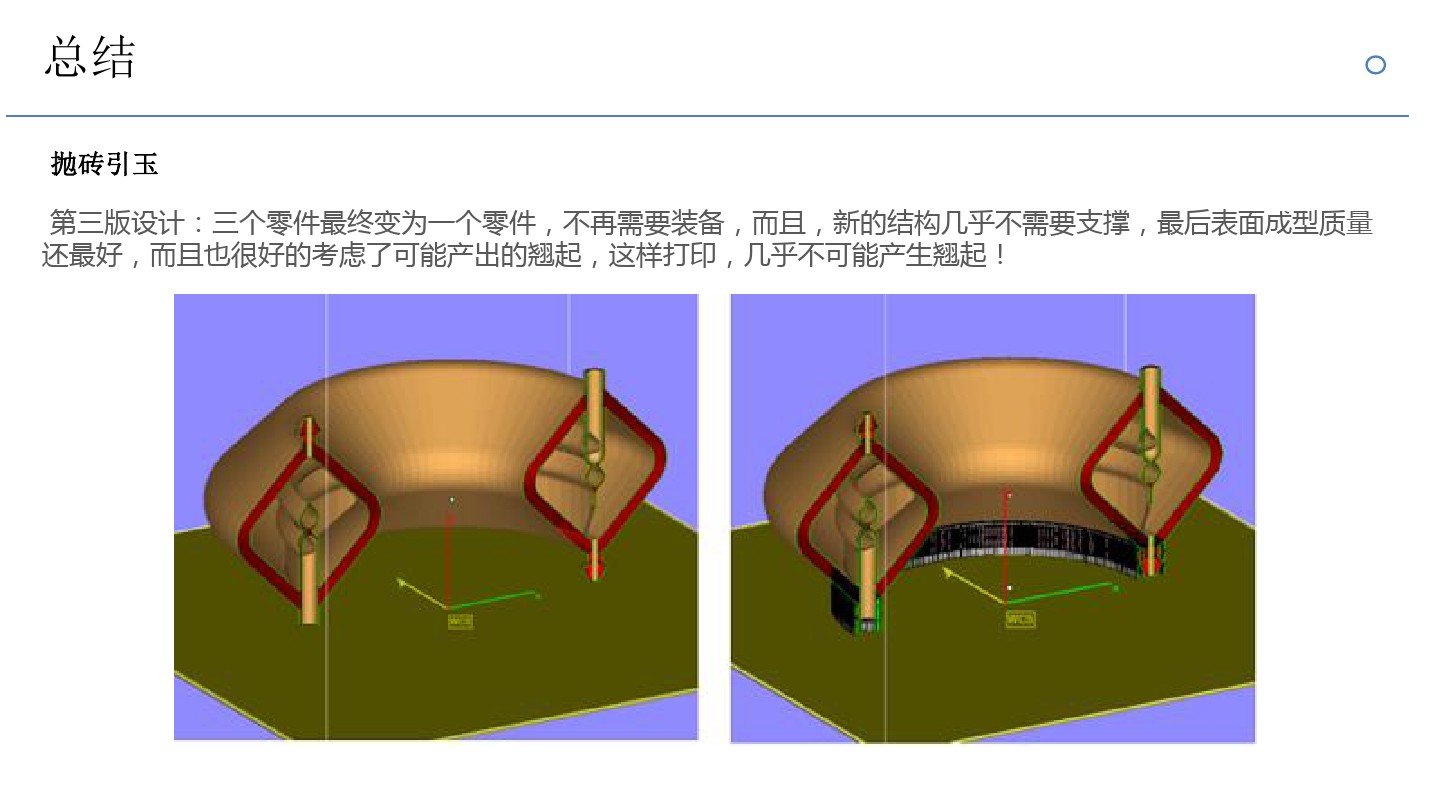 总结
抛砖引玉
第三版设计：三个零件最终变为一个零件，不再需要装备，而且，新的结构几乎不需要支撑，最后表面成型质量
还最好，而且也很好的考虑了可能产出的翘起，这样打印，几乎不可能产生翘起！
WCS
WCS